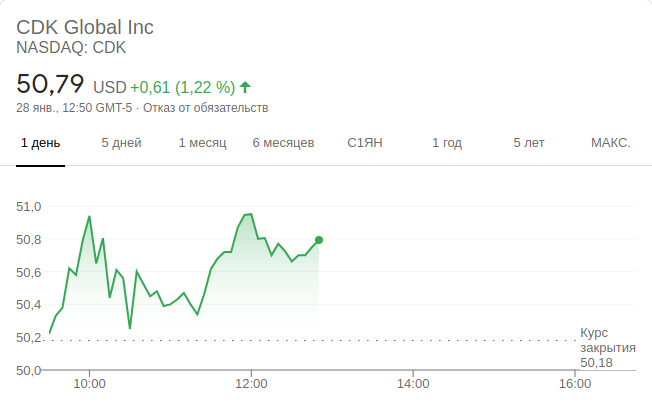 CDK Global Inc
NASDAQ: CDK
50,79 USD +0,61 (1,22 %)
28 янв., 12:50 GMT-5 · Отказ от обязательств
1 день 5 дней 1 месяц 6 месяцев С1ЯН 1 год 5 лет МАКС.
51,0
50,8
50,6
50,4
50,2
50,0
Курс
закрытия
50,18
10:00 12:00 14:00 16:00